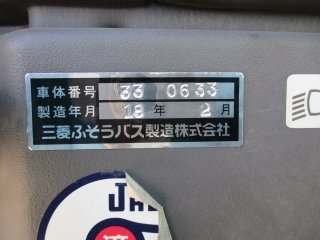 車体番号 33 0633
製造年月 18 年 2 月
三菱ふそうバス製造株式会社